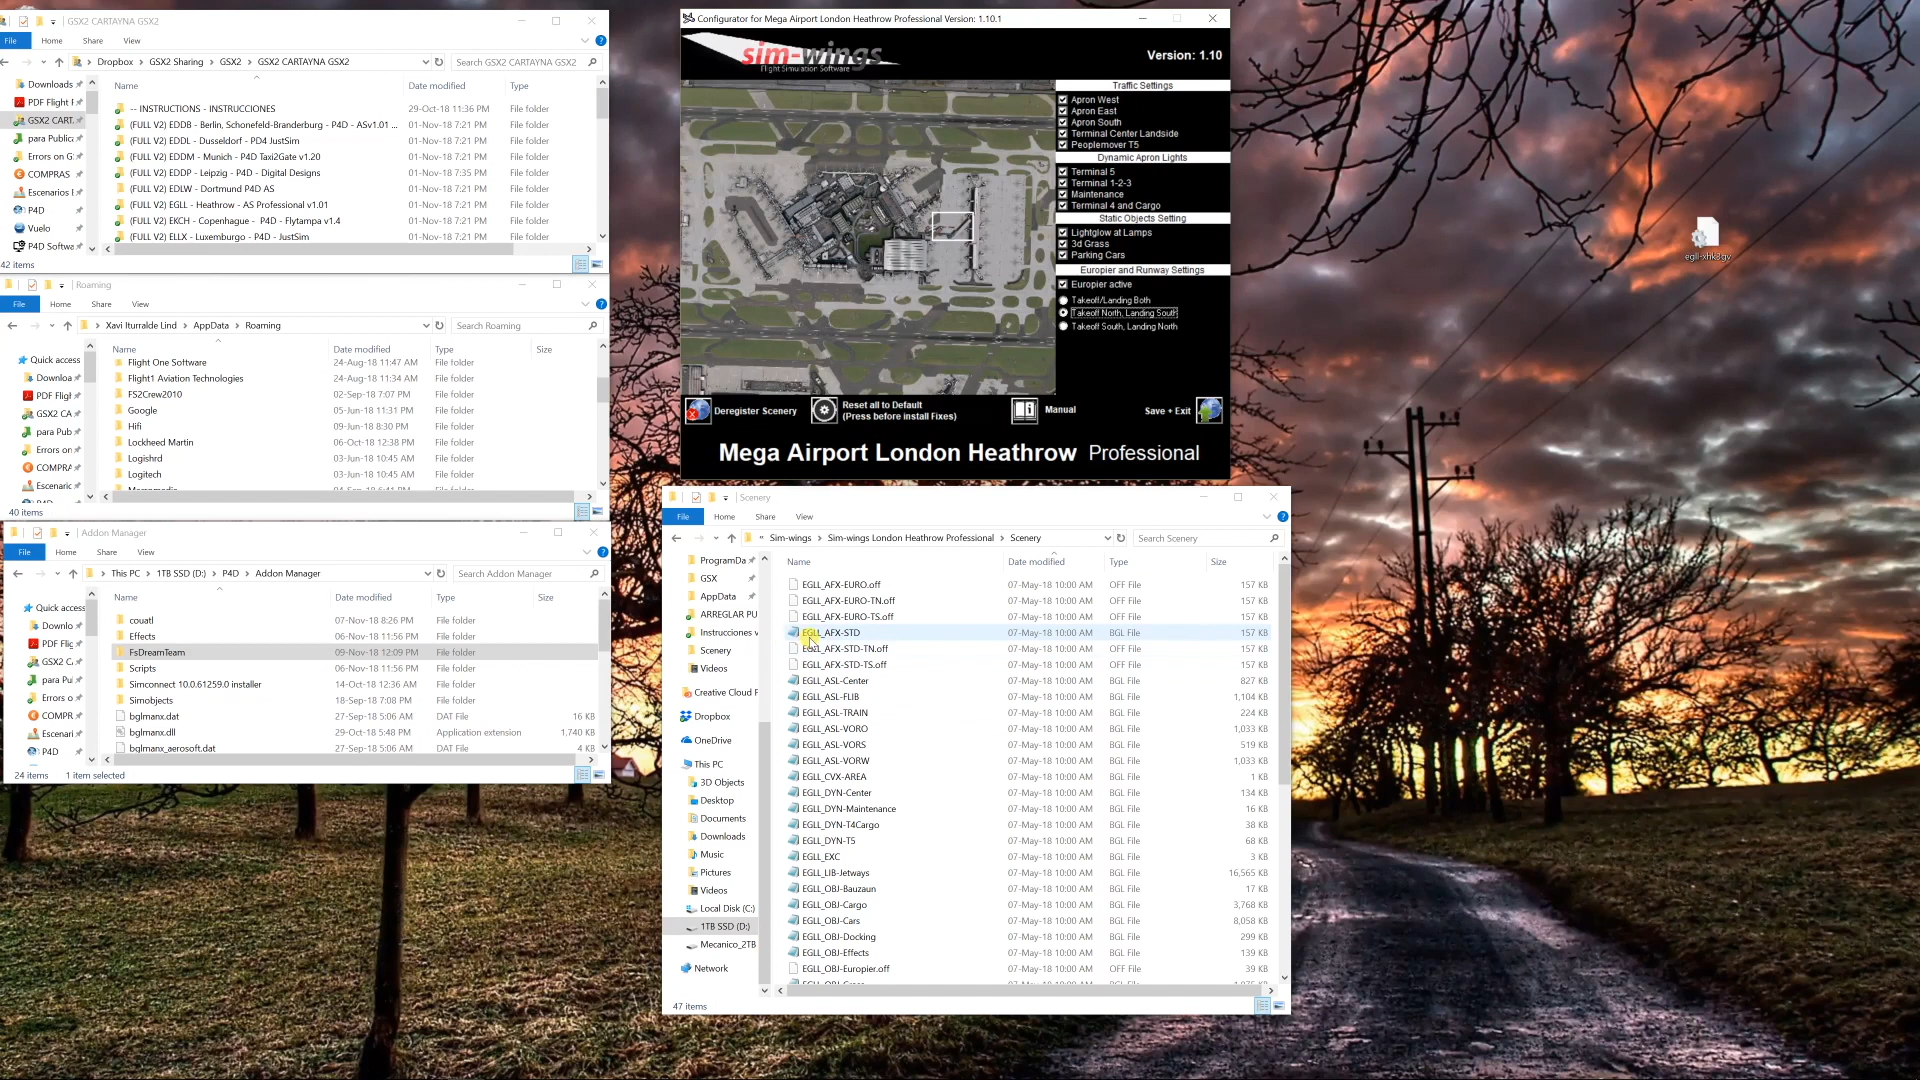 GSX2 CARTAYNA GSX2
File Home Share View
Dropbox GSX2 Sharing GSX2 GSX2 CARTAYNA GSX2
Search GSX2 CARTAYNA GSX2
Downloads
PDF Flight F
GSX2 CART.
para Public
Errors on G
COMPRAS
Escenarios F
P4D
Vuelo
P4D Softwa
Name Date modified Type
-- INSTRUCTIONS - INSTRUCCIONES 29-Oct-18 11:36 PM File folder
(FULL V2) EDDB - Berlin, Schonefeld-Brandenburg - P4D - ASv1.01 ... 01-Nov-18 7:21 PM File folder
(FULL V2) EDDL - Dusseldorf - PD4 JustSim 01-Nov-18 7:21 PM File folder
(FULL V2) EDDM - Munich - P4D Taxi2Gate v1.20 01-Nov-18 7:21 PM File folder
(FULL V2) EDDP - Leipzig - P4D - Digital Designs 01-Nov-18 7:35 PM File folder
(FULL V2) EDLW - Dortmund P4D AS 01-Nov-18 7:21 PM File folder
(FULL V2) EGLL - Heathrow - AS Professional v1.01 01-Nov-18 7:21 PM File folder
(FULL V2) EKCH - Copenhague - P4D - Flytampa v1.4 01-Nov-18 7:21 PM File folder
(FULL V2) ELLX - Luxemburgo - P4D - JustSim 01-Nov-18 7:21 PM File folder
42 items
Roaming
File Home Share View
Xavi Iturralde Lind AppData Roaming
Search Roaming
Quick access
Downloa
PDF Fligl
GSX2 CA
para Pub
Errors on
COMPRA
Escenaric
Name Date modified Type Size
Flight One Software 24-Aug-18 11:47 AM File folder
Flight1 Aviation Technologies 24-Aug-18 11:34 AM File folder
FS2Crew2010 02-Sep-18 7:07 PM File folder
Google 05-Jun-18 11:31 PM File folder
Hifi 09-Jun-18 8:30 PM File folder
Lockheed Martin 06-Oct-18 12:38 PM File folder
Logishrd 03-Jun-18 10:45 AM File folder
Logitech 03-Jun-18 10:45 AM File folder
40 items
Addon Manager
File Home Share View
This PC 1TB SSD (D:) P4D Addon Manager
Search Addon Manager
Quick access
Downlo
PDF Flig
GSX2 C
para Pu
Errors o
COMPR
Escenari
P4D
Name Date modified Type Size
couatl 07-Nov-18 8:26 PM File folder
Effects 06-Nov-18 11:56 PM File folder
FsDreamTeam 09-Nov-18 12:09 PM File folder
Scripts 06-Nov-18 11:56 PM File folder
Simconnect 10.0.61259.0 installer 14-Oct-18 12:36 AM File folder
Simobjects 18-Sep-18 7:08 PM File folder
bglmanx.dat 27-Sep-18 5:06 AM DAT File 16 KB
bglmanx.dll 29-Oct-18 5:48 PM Application extension 1.740 KB
bglmanx_aerosoft.dat 27-Sep-18 5:06 AM DAT File 4 KB
24 items 1 item selected
Configurator for Mega Airport London Heathrow Professional Version: 1.10.1
sim-wings
Flight Simulation Software
Version: 1.10
Traffic Settings
Apron West
Apron East
Apron South
Terminal Center Landside
Peoplemover T5
Dynamic Apron Lights
Terminal 5
Terminal 1-2-3
Maintenance
Terminal 4 and Cargo
Static Objects Setting
Lightglow at Lamps
3d Grass
Parking Cars
Europier and Runway Settings
Europier active
Takeoff/Landing Both
Takeoff North, Landing South
Takeoff South, Landing North
Deregister Scenery
Reset all to Default
(Press before install Fixes)
Manual
Save + Exit
Mega Airport London Heathrow Professional
Scenery
File Home Share View
Sim-wings Sim-wings London Heathrow Professional Scenery
Search Scenery
ProgramDa
GSX
AppData
ARREGLAR PU
Instrucciones v
Scenery
Videos
Creative Cloud F
Dropbox
OneDrive
This PC
3D Objects
Desktop
Documents
Downloads
Music
Pictures
Videos
Local Disk (C:)
1TB SSD (D:)
Mecanico_2TB
Network
Name Date modified Type Size
EGLL_AFX-EURO.off 07-May-18 10:00 AM OFF File 157 KB
EGLL_AFX-EURO-TN.off 07-May-18 10:00 AM OFF File 157 KB
EGLL_AFX-EURO-TS.off 07-May-18 10:00 AM OFF File 157 KB
EGLL_AFX-STD 07-May-18 10:00 AM BGL File 157 KB
EGLL_AFX-STD-TN.off 07-May-18 10:00 AM OFF File 157 KB
EGLL_AFX-STD-TS.off 07-May-18 10:00 AM OFF File 157 KB
EGLL_ASL-Center 07-May-18 10:00 AM BGL File 827 KB
EGLL_ASL-FLIB 07-May-18 10:00 AM BGL File 1,104 KB
EGLL_ASL-TRAIN 07-May-18 10:00 AM BGL File 224 KB
EGLL_ASL-VORO 07-May-18 10:00 AM BGL File 1,033 KB
EGLL_ASL-VORS 07-May-18 10:00 AM BGL File 519 KB
EGLL_ASL-VORW 07-May-18 10:00 AM BGL File 1,033 KB
EGLL_CVX-AREA 07-May-18 10:00 AM BGL File 1 KB
EGLL_DYN-Center 07-May-18 10:00 AM BGL File 134 KB
EGLL_DYN-Maintenance 07-May-18 10:00 AM BGL File 16 KB
EGLL_DYN-T4Cargo 07-May-18 10:00 AM BGL File 38 KB
EGLL_DYN-T5 07-May-18 10:00 AM BGL File 68 KB
EGLL_EXC 07-May-18 10:00 AM BGL File 3 KB
EGLL_LIB-Jetways 07-May-18 10:00 AM BGL File 16,565 KB
EGLL_OBJ-Bauzaun 07-May-18 10:00 AM BGL File 17 KB
EGLL_OBJ-Cargo 07-May-18 10:00 AM BGL File 3,768 KB
EGLL_OBJ-Cars 07-May-18 10:00 AM BGL File 8,058 KB
EGLL_OBJ-Docking 07-May-18 10:00 AM BGL File 299 KB
EGLL_OBJ-Effects 07-May-18 10:00 AM BGL File 139 KB
EGLL_OBJ-Europier.off 07-May-18 10:00 AM OFF File 39 KB
47 items